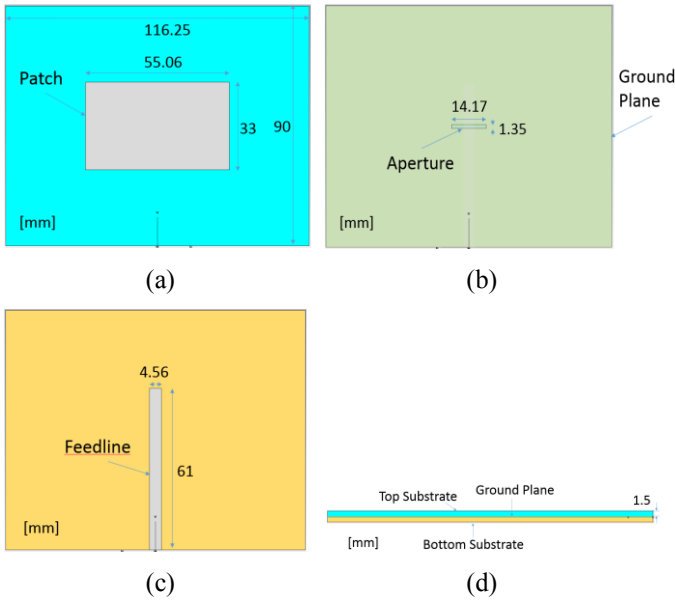 116.25
55.06
Patch
33
90
[mm]
(a)
Ground
Plane
14.17
1.35
Aperture
[mm]
(b)
4.56
Feedline
61
[mm]
(c)
1.5
Top Substrate
Ground Plane
[mm]
Bottom Substrate
(d)